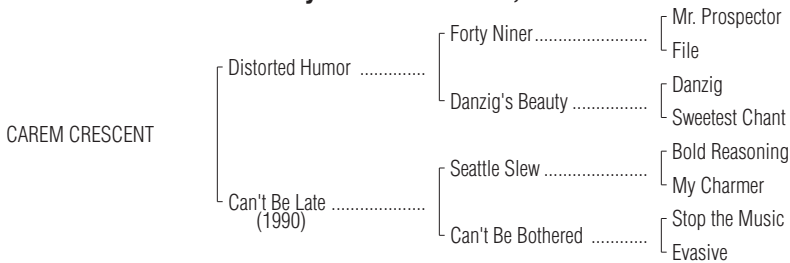 Forty Niner........................
Mr. Prospector
File
Distorted Humor ..............
Danzig's Beauty ................
Danzig
Sweetest Chant
CAREM CRESCENT
Seattle Slew ......................
Bold Reasoning
My Charmer
Can't Be Late ....................
(1990)
Can't Be Bothered ............
Stop the Music
Evasive